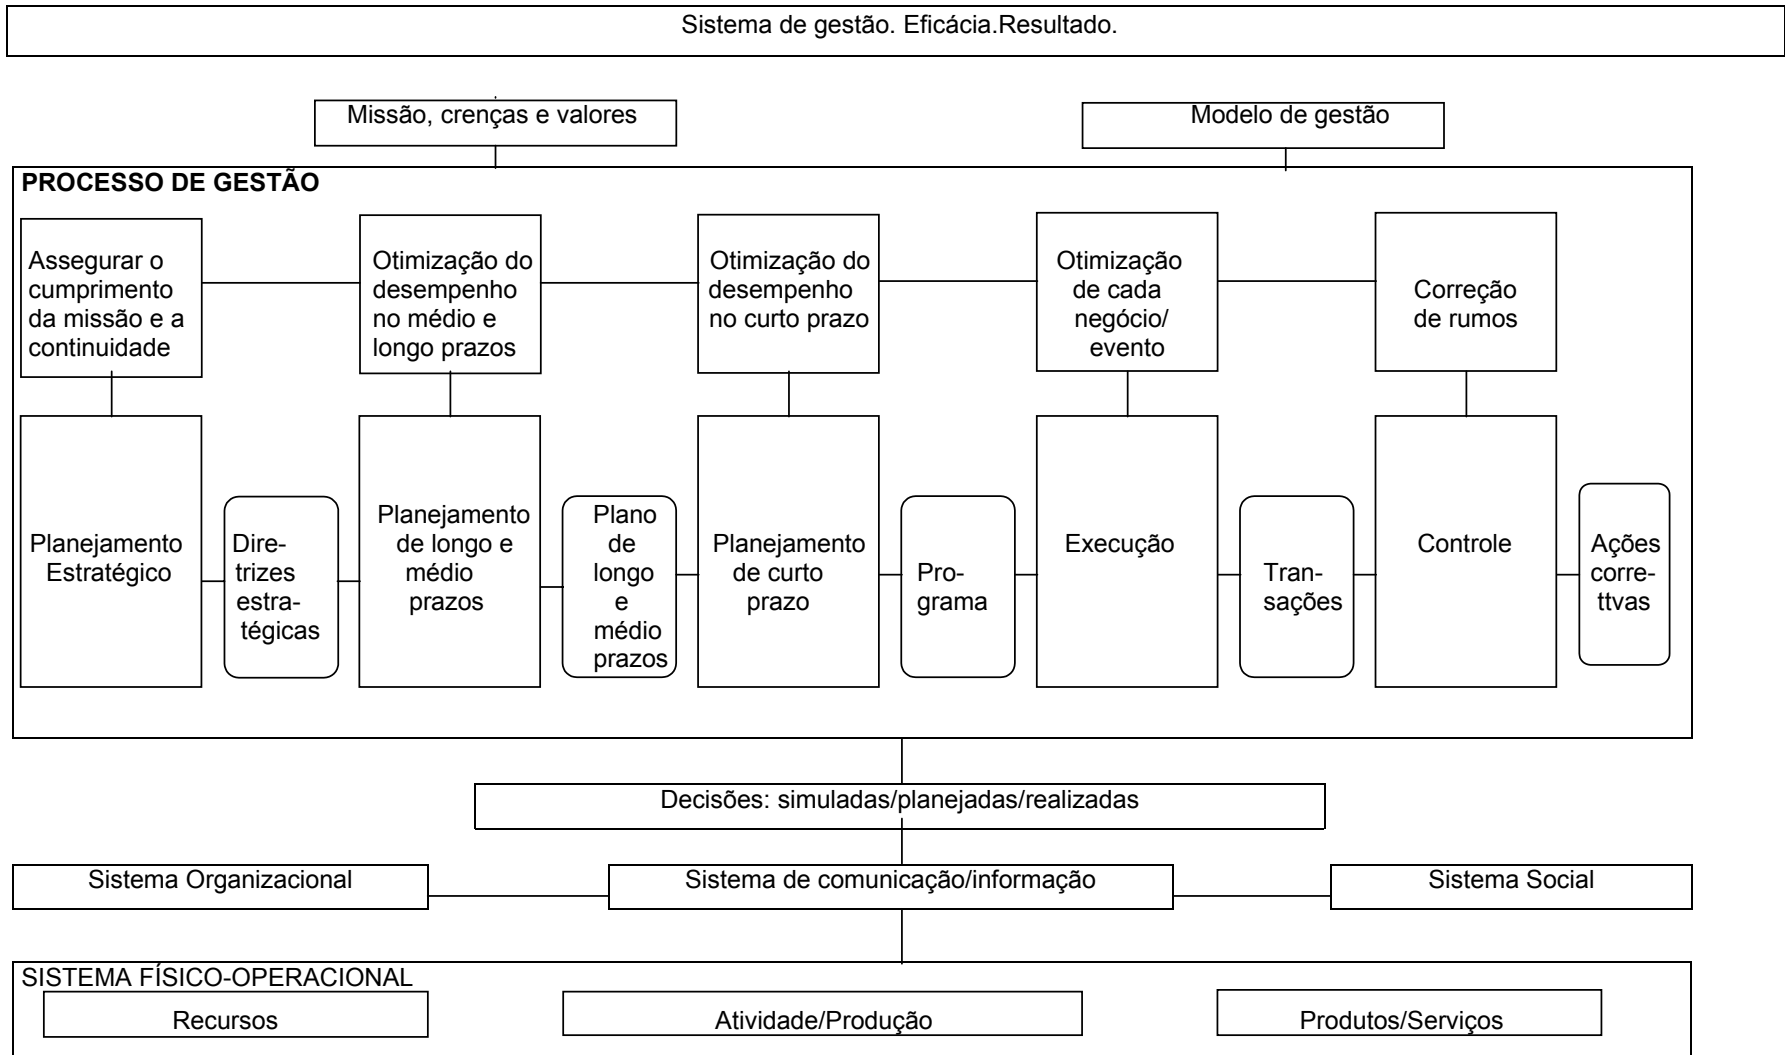 Sistema de gestão. Eficácia.Resultado.
Missão, crenças e valores
Modelo de gestão
PROCESSO DE GESTÃO
Assegurar o
cumprimento
da missão e a
continuidade
Otimização do
desempenho
no médio e
longo prazos
Otimização do
desempenho
no curto prazo
Otimização
de cada
negócio/
evento
Correção
de rumos
Planejamento
Estratégico
Dire-
trizes
estra-
tégicas
Planejamento
de longo e
médio
prazos
Plano
de
longo
e
médio
prazos
Planejamento
de curto
prazo
Pro-
grama
Execução
Tran-
sações
Controle
Ações
corre-
ttvas
Decisões: simuladas/planejadas/realizadas
Sistema Organizacional
Sistema de comunicação/informação
Sistema Social
SISTEMA FÍSICO-OPERACIONAL
Recursos
Atividade/Produção
Produtos/Serviços